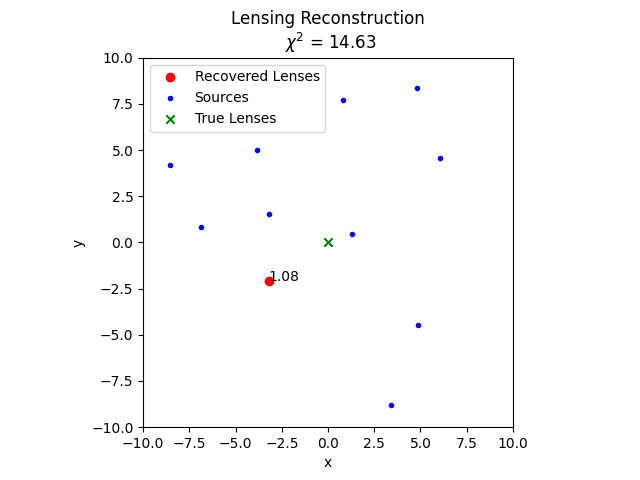 Lensing Reconstruction
χ² = 14.63
Recovered Lenses
Sources
True Lenses
10.0
7.5
5.0
2.5
0.0
−2.5
−5.0
−7.5
−10.0
y
1.08
−10.0 −7.5 −5.0 −2.5 0.0 2.5 5.0 7.5 10.0
x